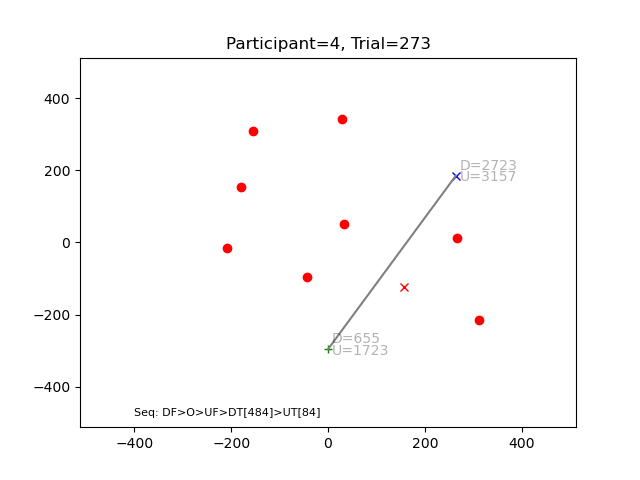 Participant=4, Trial=273
400
200
0
−200
−400
D=2723
U=3157
D=655
U=1723
Seq: DF>O>UF>DT[484]>UT[84]
−400
−200
0
200
400